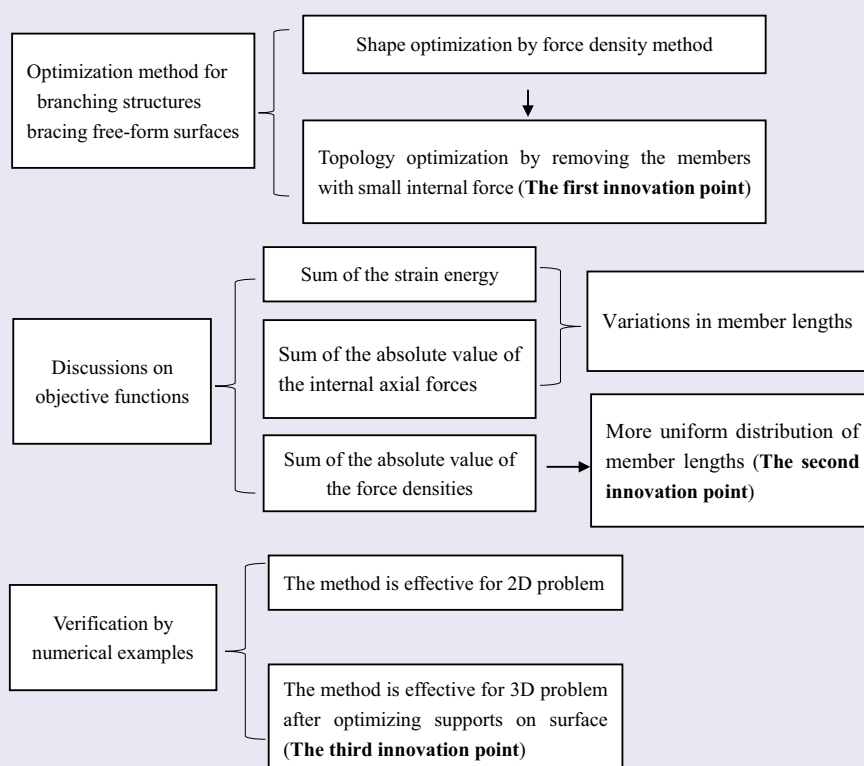 Optimization method for
branching structures
bracing free-form surfaces
Shape optimization by force density method
Topology optimization by removing the members
with small internal force (The first innovation point)
Discussions on
objective functions
Sum of the strain energy
Sum of the absolute value of
the internal axial forces
Sum of the absolute value of
the force densities
Variations in member lengths
More uniform distribution of
member lengths (The second
innovation point)
Verification by
numerical examples
The method is effective for 2D problem
The method is effective for 3D problem
after optimizing supports on surface
(The third innovation point)